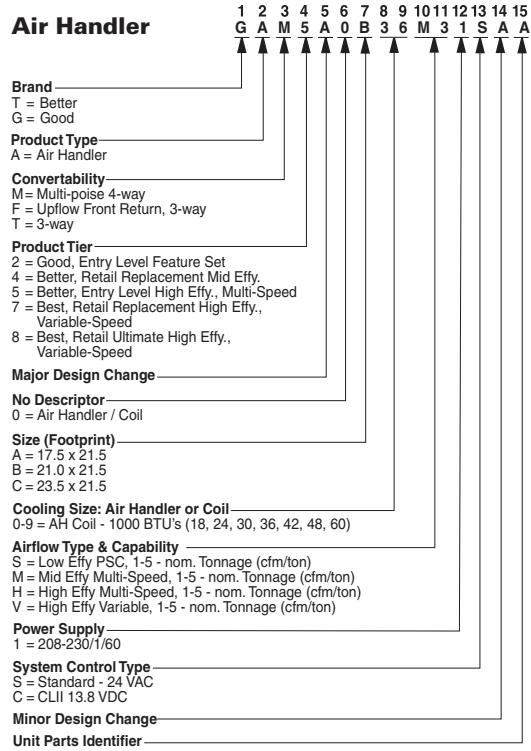 1 2 3 4 5 6 7 8 9 10 11 12 13 14 15
Air Handler
G A M 5 A 0 B 3 6 M 3 1 S A A
Brand
T = Better
G = Good
Product Type
A = Air Handler
Convertability
M = Multi-poise 4-way
F = Upflow Front Return, 3-way
T = 3-way
Product Tier
2 = Good, Entry Level Feature Set
4 = Better, Retail Replacement Mid Effy.
5 = Better, Entry Level High Effy., Multi-Speed
7 = Best, Retail Replacement High Effy.,
Variable-Speed
8 = Best, Retail Ultimate High Effy.,
Variable-Speed
Major Design Change
No Descriptor
0 = Air Handler / Coil
Size (Footprint)
A = 17.5 x 21.5
B = 21.0 x 21.5
C = 23.5 x 21.5
Cooling Size: Air Handler or Coil
0-9 = AH Coil - 1000 BTU's (18, 24, 30, 36, 42, 48, 60)
Airflow Type & Capability
S = Low Effy PSC, 1-5 - nom. Tonnage (cfm/ton)
M = Mid Effy Multi-Speed, 1-5 - nom. Tonnage (cfm/ton)
H = High Effy Multi-Speed, 1-5 - nom. Tonnage (cfm/ton)
V = High Effy Variable, 1-5 - nom. Tonnage (cfm/ton)
Power Supply
1 = 208-230/1/60
System Control Type
S = Standard - 24 VAC
C = CLII 13.8 VDC
Minor Design Change
Unit Parts Identifier